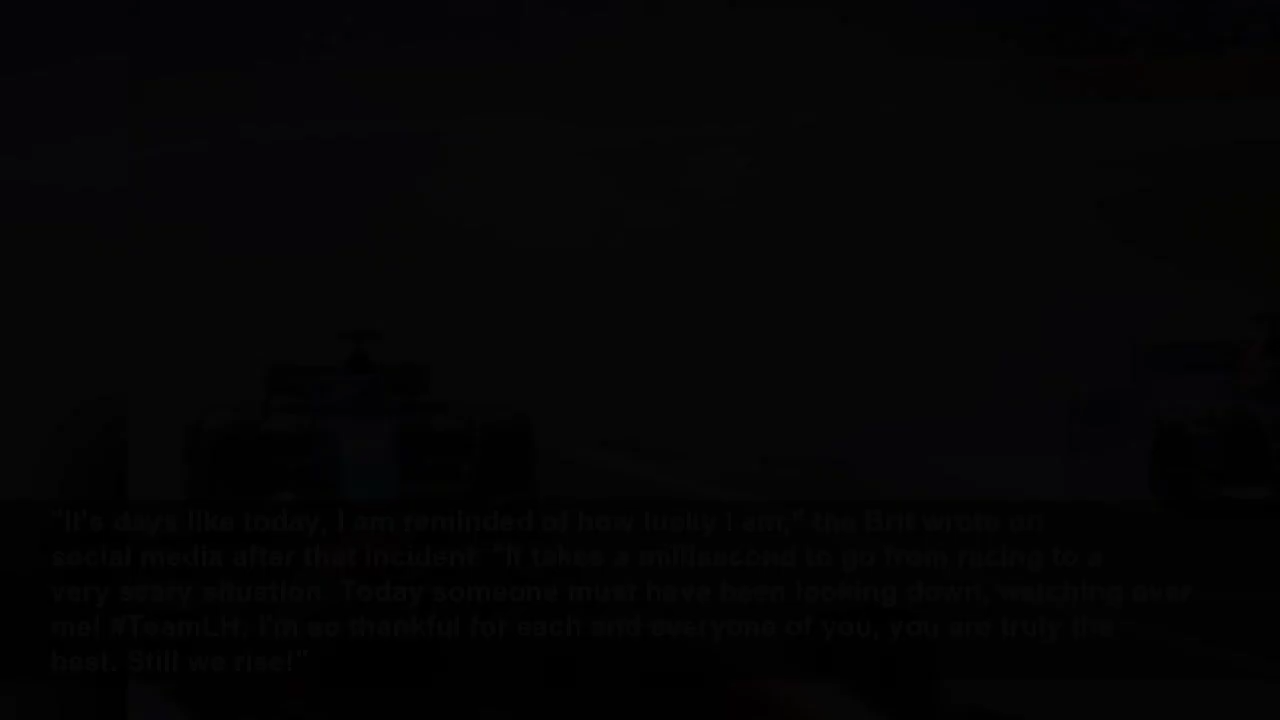 "It's days like today, I am reminded of how lucky I am," the Brit wrote on
social media after that incident. "It takes a millisecond to go from racing to a
very scary situation. Today someone must have been looking down, watching over
me! #TeamLH, I'm so thankful for each and everyone of you, you are truly the
best. Still we rise!"